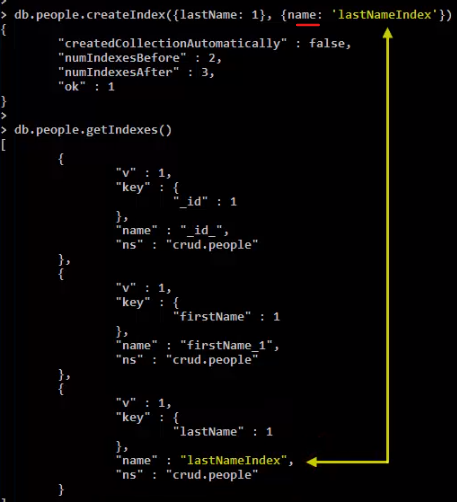 >
> db.people.createIndex({lastName: 1}, {name: 'lastNameIndex'})
{
"createdCollectionAutomatically" : false,
"numIndexesBefore" : 2,
"numIndexesAfter" : 3,
"ok" : 1
}
>
> db.people.getIndexes()
[
{
"v" : 1,
"key" : {
"_id" : 1
},
"name" : "_id_",
"ns" : "crud.people"
},
{
"v" : 1,
"key" : {
"firstName" : 1
},
"name" : "firstName_1",
"ns" : "crud.people"
},
{
"v" : 1,
"key" : {
"lastName" : 1
},
"name" : "lastNameIndex",
"ns" : "crud.people"
}